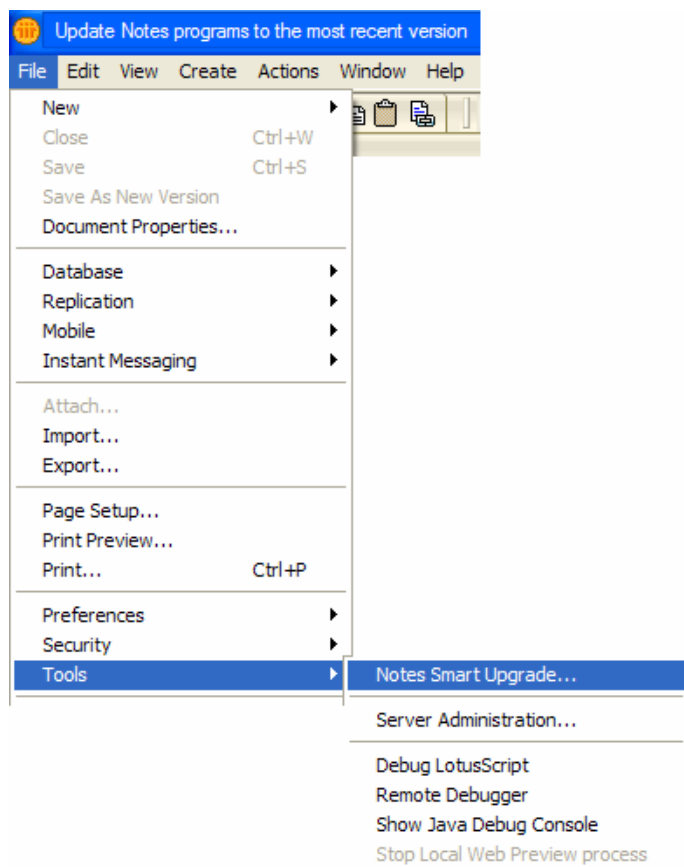 Update Notes programs to the most recent version
File Edit View Create Actions Window Help
New
Close Ctrl+W
Save Ctrl+S
Save As New Version
Document Properties...
Database
Replication
Mobile
Instant Messaging
Attach...
Import...
Export...
Page Setup...
Print Preview...
Print... Ctrl+P
Preferences
Security
Tools
Notes Smart Upgrade...
Server Administration...
Debug LotusScript
Remote Debugger
Show Java Debug Console
Stop Local Web Preview process